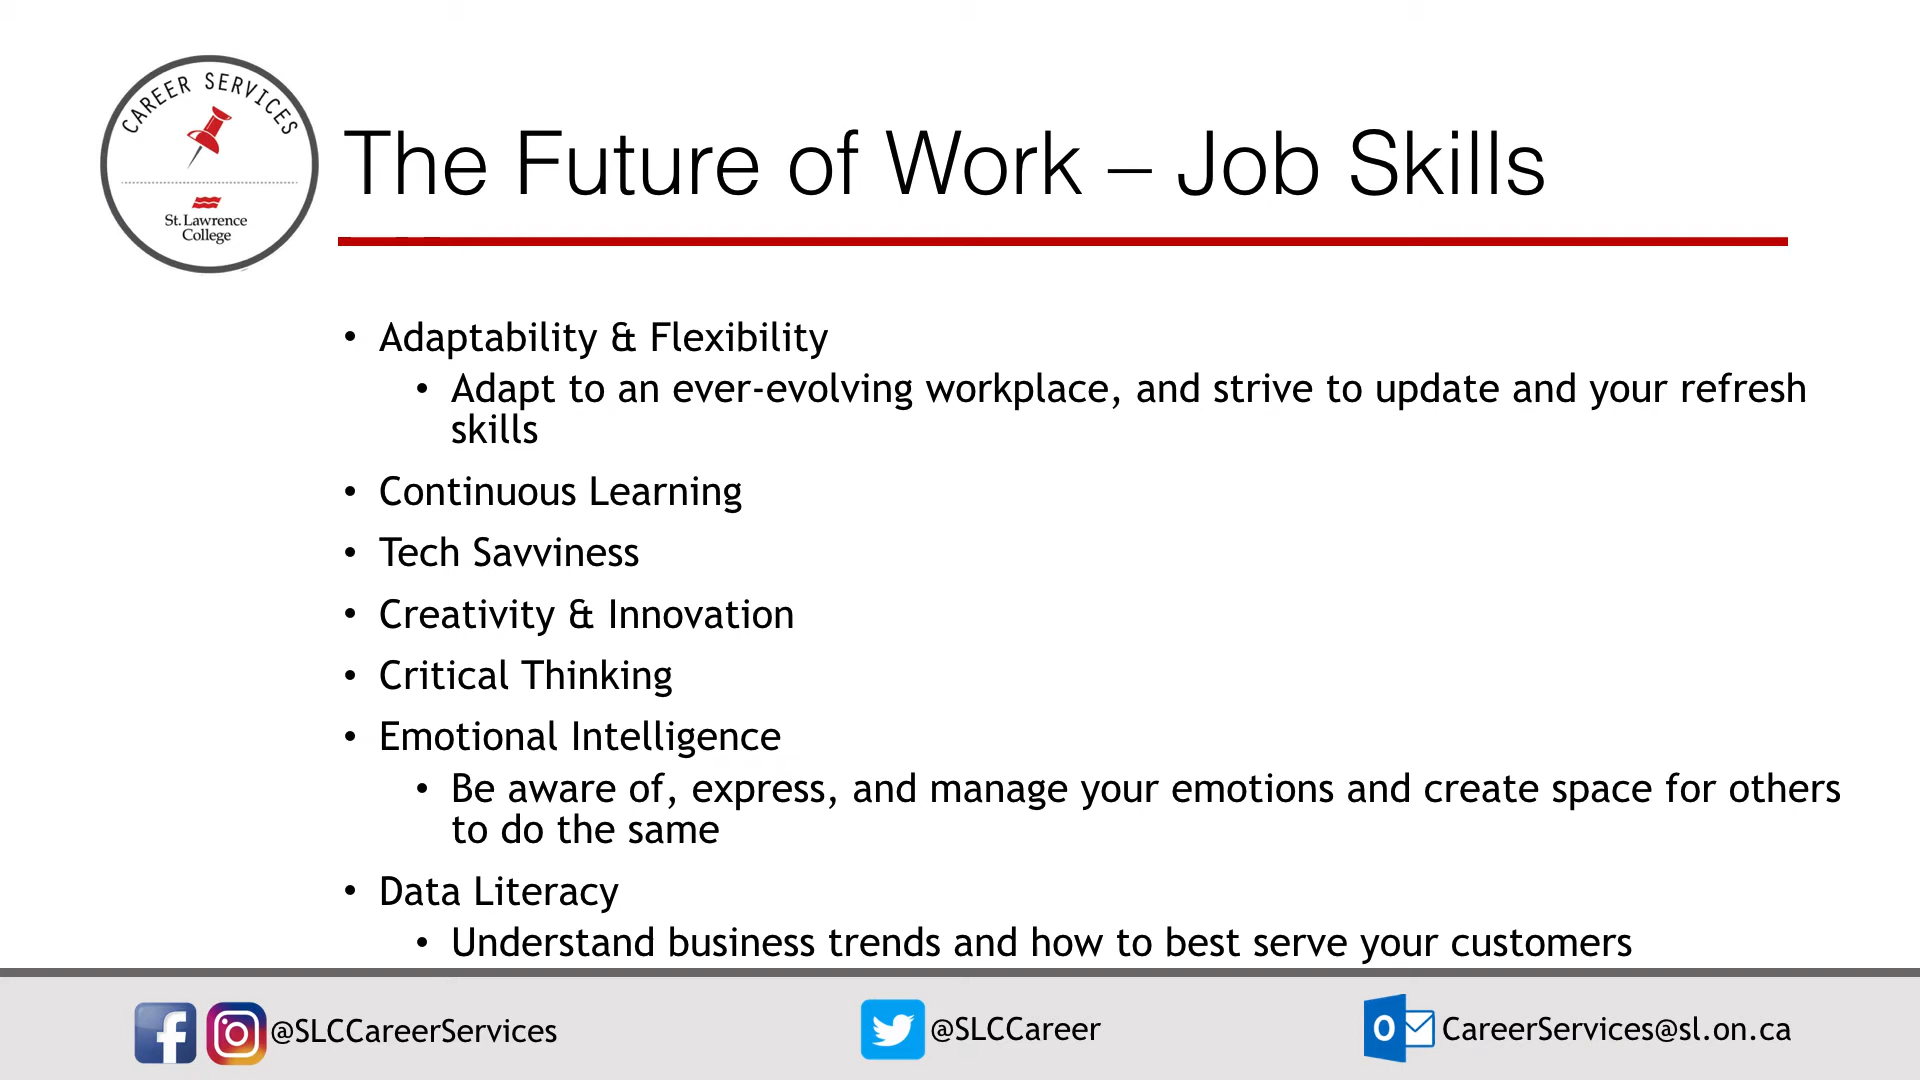 CAREER SERVICES
St. Lawrence
College
The Future of Work – Job Skills
• Adaptability & Flexibility
• Adapt to an ever-evolving workplace, and strive to update and your refresh
skills
• Continuous Learning
• Tech Savviness
• Creativity & Innovation
• Critical Thinking
• Emotional Intelligence
• Be aware of, express, and manage your emotions and create space for others
to do the same
• Data Literacy
• Understand business trends and how to best serve your customers
@SLCCareerServices
@SLCCareer
CareerServices@sl.on.ca